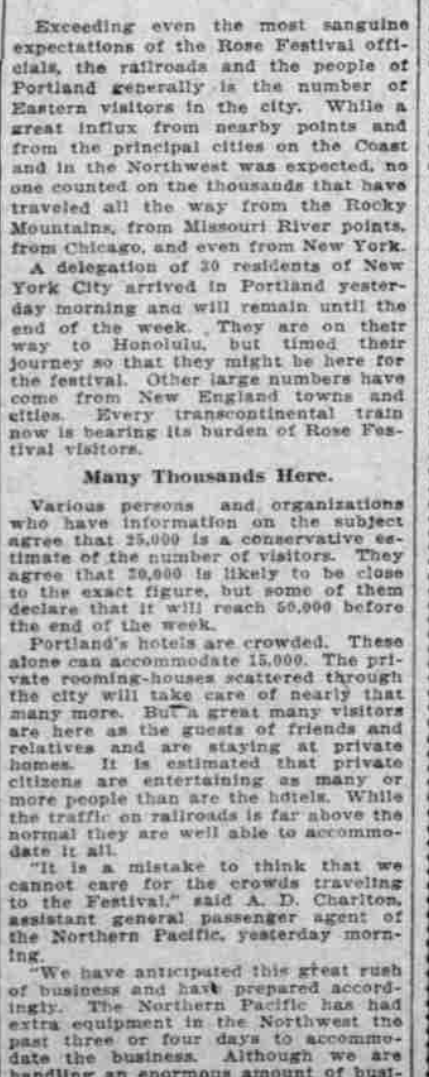 Exceeding even the most sanguine
expectations of the Rose Festival offi-
cials, the railroads and the people of
Portland generally is the number of
Eastern visitors in the city. While a
great influx from nearby points and
from the principal cities on the Coast
and in the Northwest was expected, no
one counted on the thousands that have
traveled all the way from the Rocky
Mountains, from Missouri River points,
from Chicago, and even from New York.
A delegation of 30 residents of New
York City arrived in Portland yester-
day morning and will remain until the
end of the week. They are on their
way to Honolulu, but timed their
journey so that they might be here for
the festival. Other large numbers have
come from New England towns and
cities. Every transcontinental train
now is bearing its burden of Rose Fes-
tival visitors.
Many Thousands Here.
Various persons and organizations
who have information on the subject
agree that 25,000 is a conservative es-
timate of the number of visitors. They
agree that is likely to be close
to the exact figure, but some of them
declare that it will reach 50,000 before
the end of the week.
Portland's hotels are crowded. These
alone can accommodate 15,000. The pri-
vate rooming-houses scattered through
the city will take care of nearly that
many more. But a great many visitors
are here as the guests of friends and
relatives and are staying at private
homes. It is estimated that private
citizens are entertaining as many or
more people than are the hotels. While
the traffic on railroads is far above the
normal they are well able to accommo-
date it all.
"It is a mistake to think that we
cannot care for the crowds traveling
to the Festival," said A. D. Charlton,
assistant general passenger agent of
the Northern Pacific, yesterday morn-
ing.
"We have anticipated this great rush
of business and have prepared accord-
ingly. The Northern Pacific has had
extra equipment in the Northwest the
past three or four days to accommo-
date the business. Although we are
handling an enormous amount of busi-